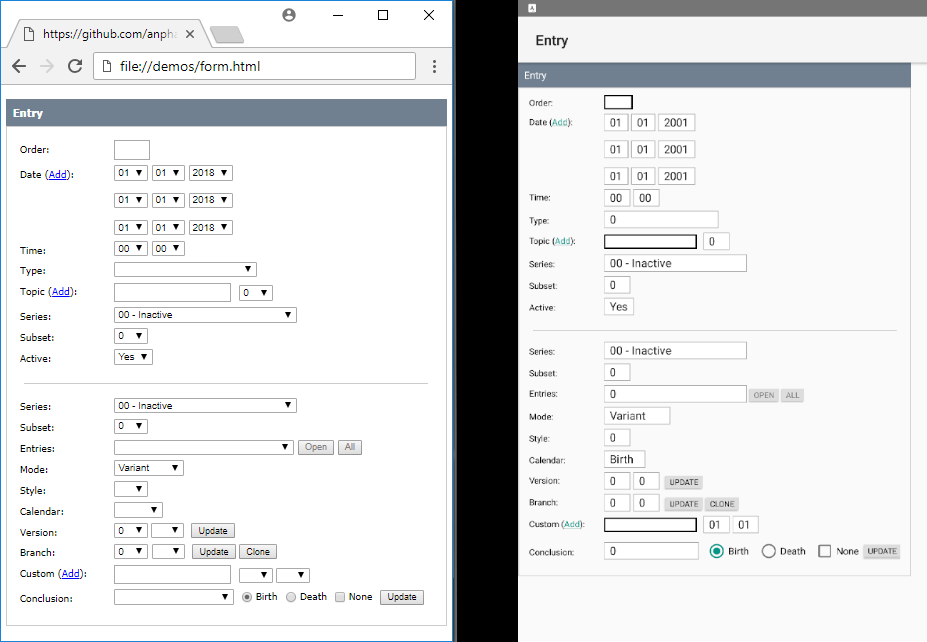 https://github.com/anpha
file://demos/form.html
Entry
Order:
Date (Add): 01 01 2018
01 01 2018
01 01 2018
Time: 00 00
Type:
Topic (Add): 0
Series: 00 - Inactive
Subset: 0
Active: Yes
Series: 00 - Inactive
Subset: 0
Entries: Open All
Mode: Variant
Style:
Calendar:
Version: 0 Update
Branch: 0 Update Clone
Custom (Add):
Conclusion: Birth Death None Update
A
Entry
Entry
Order:
Date (Add): 01 01 2001
01 01 2001
01 01 2001
Time: 00 00
Type: 0
Topic (Add): 0
Series: 00 - Inactive
Subset: 0
Active: Yes
Series: 00 - Inactive
Subset: 0
Entries: 0 OPEN ALL
Mode: Variant
Style: 0
Calendar: Birth
Version: 0 0 UPDATE
Branch: 0 0 UPDATE CLONE
Custom (Add): 01 01
Conclusion: 0 Birth Death None UPDATE